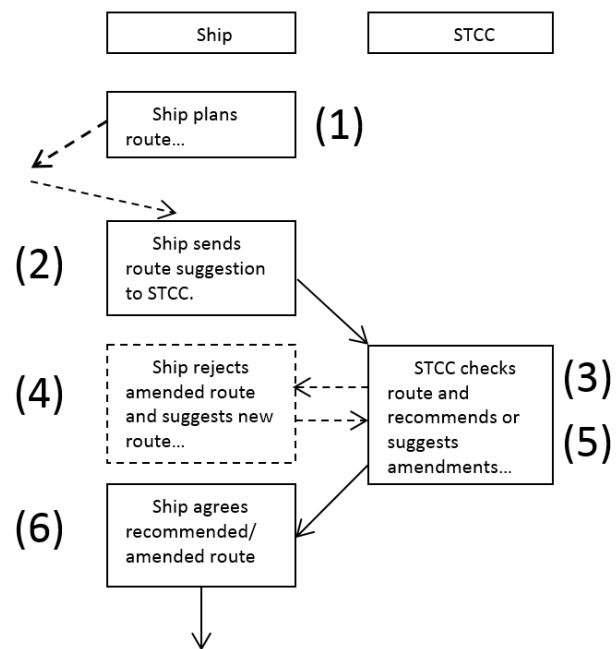 Ship
STCC
Ship plans
route...
(1)
(2)
Ship sends
route suggestion
to STCC.
(4)
Ship rejects
amended route
and suggests new
route...
STCC checks
route and
recommends or
suggests
amendments...
(3)
(5)
(6)
Ship agrees
recommended/
amended route